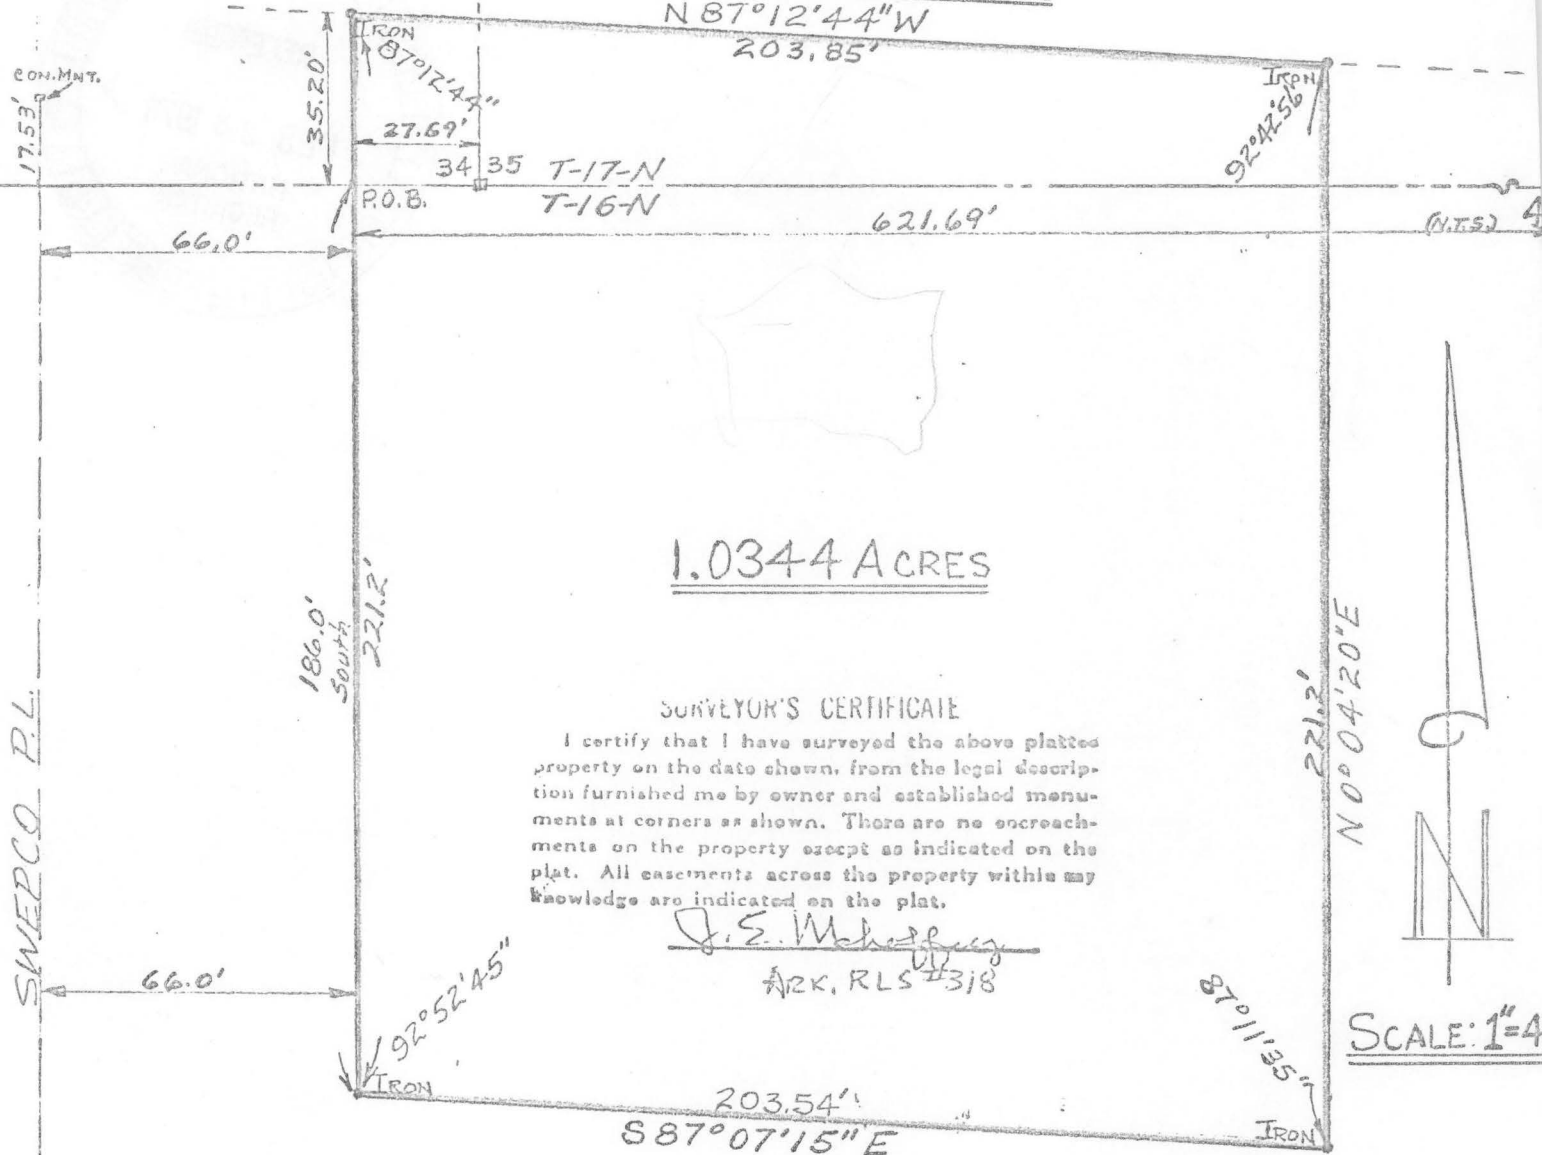 N 87°12'44"W
203.85'
IRON
87°12'44"
IRON
92°42'56"
CON.MNT.
17.53'
35.20'
27.69'
34 35 T-17-N
P.O.B. T-16-N
66.0'
621.69'
(N.T.S.)
1.0344 ACRES
186.0'
South
221.2'
221.2'
N 0°04'20"E
SURVEYOR'S CERTIFICATE
I certify that I have surveyed the above platted
property on the date shown, from the legal descrip-
tion furnished me by owner and established monu-
ments at corners as shown. There are no encroach-
ments on the property except as indicated on the
plat. All easements across the property within my
knowledge are indicated on the plat.
J.E.
ARK. RLS #318
SWEPCO P.L.
66.0'
92°52'45"
87°11'35"
N
SCALE: 1"=4
IRON
203.54'
S 87°07'15" E
IRON